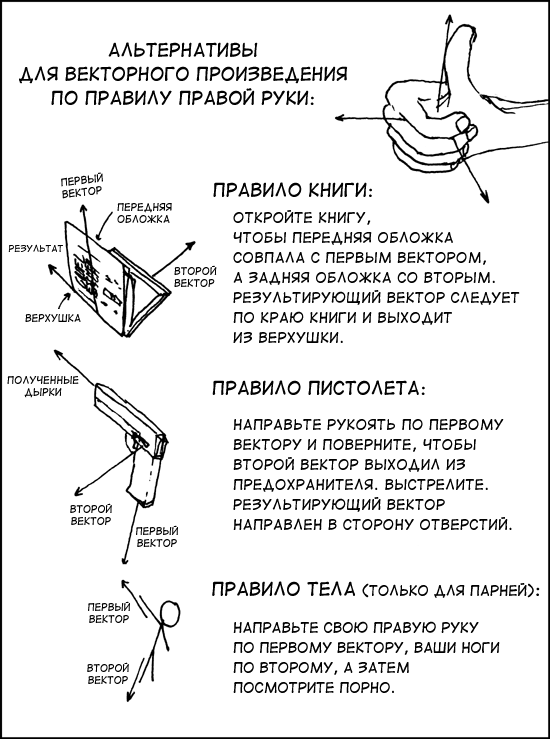 АЛЬТЕРНАТИВЫ
ДЛЯ ВЕКТОРНОГО ПРОИЗВЕДЕНИЯ
ПО ПРАВИЛУ ПРАВОЙ РУКИ:
ПРАВИЛО КНИГИ:
ПЕРВЫЙ
ВЕКТОР
ПЕРЕДНЯЯ
ОБЛОЖКА
РЕЗУЛЬТАТ
ВТОРОЙ
ВЕКТОР
ВЕРХУШКА
ОТКРОЙТЕ КНИГУ,
ЧТОБЫ ПЕРЕДНЯЯ ОБЛОЖКА
СОВПАЛА С ПЕРВЫМ ВЕКТОРОМ,
А ЗАДНЯЯ ОБЛОЖКА СО ВТОРЫМ.
РЕЗУЛЬТИРУЮЩИЙ ВЕКТОР СЛЕДУЕТ
ПО КРАЮ КНИГИ И ВЫХОДИТ
ИЗ ВЕРХУШКИ.
ПРАВИЛО ПИСТОЛЕТА:
ПОЛУЧЕННЫЕ
ДЫРКИ
ВТОРОЙ
ВЕКТОР
ПЕРВЫЙ
ВЕКТОР
НАПРАВЬТЕ РУКОЯТЬ ПО ПЕРВОМУ
ВЕКТОРУ И ПОВЕРНИТЕ, ЧТОБЫ
ВТОРОЙ ВЕКТОР ВЫХОДИЛ ИЗ
ПРЕДОХРАНИТЕЛЯ. ВЫСТРЕЛИТЕ.
РЕЗУЛЬТИРУЮЩИЙ ВЕКТОР
НАПРАВЛЕН В СТОРОНУ ОТВЕРСТИЙ.
ПРАВИЛО ТЕЛА (ТОЛЬКО ДЛЯ ПАРНЕЙ):
ПЕРВЫЙ
ВЕКТОР
ВТОРОЙ
ВЕКТОР
НАПРАВЬТЕ СВОЮ ПРАВУЮ РУКУ
ПО ПЕРВОМУ ВЕКТОРУ, ВАШИ НОГИ
ПО ВТОРОМУ, А ЗАТЕМ
ПОСМОТРИТЕ ПОРНО.